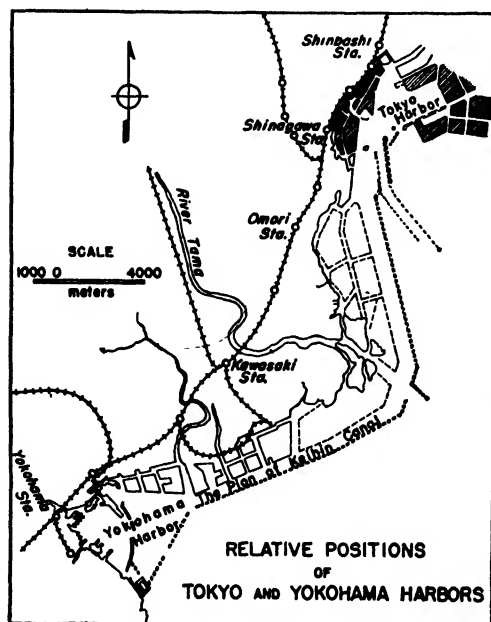 Shinbashi
Sta.
Tokyo
Harbor
Shinagawa
Sta.
River Tama
Omori
Sta.
SCALE
1000 0 4000
meters
Kawasaki
Sta.
Yokohama
Sta.
The Plan of Keihin Canal
Yokohama
Harbor
RELATIVE POSITIONS
OF
TOKYO AND YOKOHAMA HARBORS